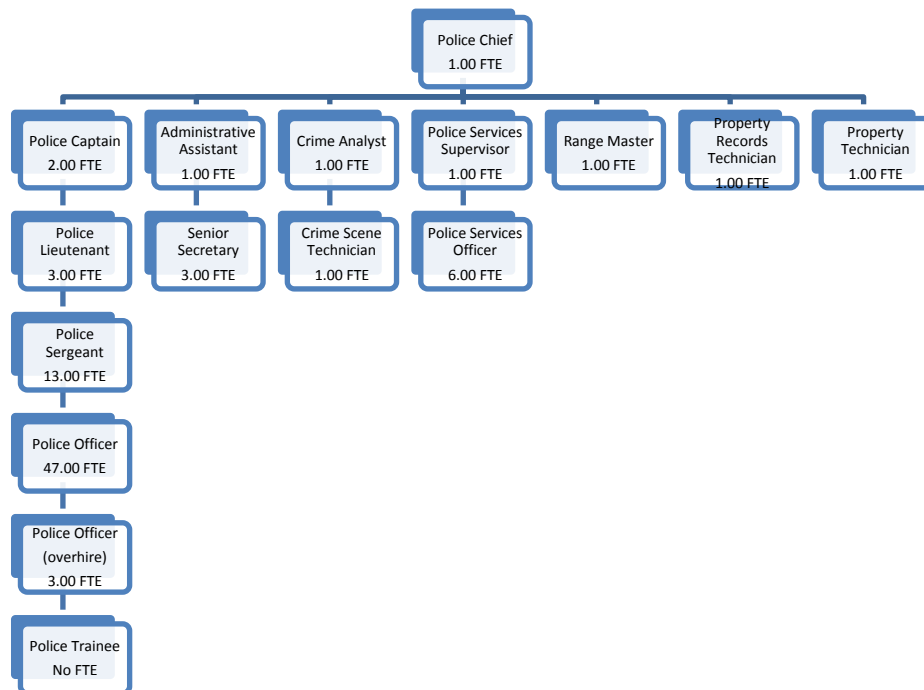 Police Chief
1.00 FTE
Police Captain
2.00 FTE
Administrative
Assistant
1.00 FTE
Crime Analyst
1.00 FTE
Police Services
Supervisor
1.00 FTE
Range Master
1.00 FTE
Property
Records
Technician
1.00 FTE
Property
Technician
1.00 FTE
Police
Lieutenant
3.00 FTE
Senior
Secretary
3.00 FTE
Crime Scene
Technician
1.00 FTE
Police Services
Officer
6.00 FTE
Police
Sergeant
13.00 FTE
Police Officer
47.00 FTE
Police Officer
(overhire)
3.00 FTE
Police Trainee
No FTE